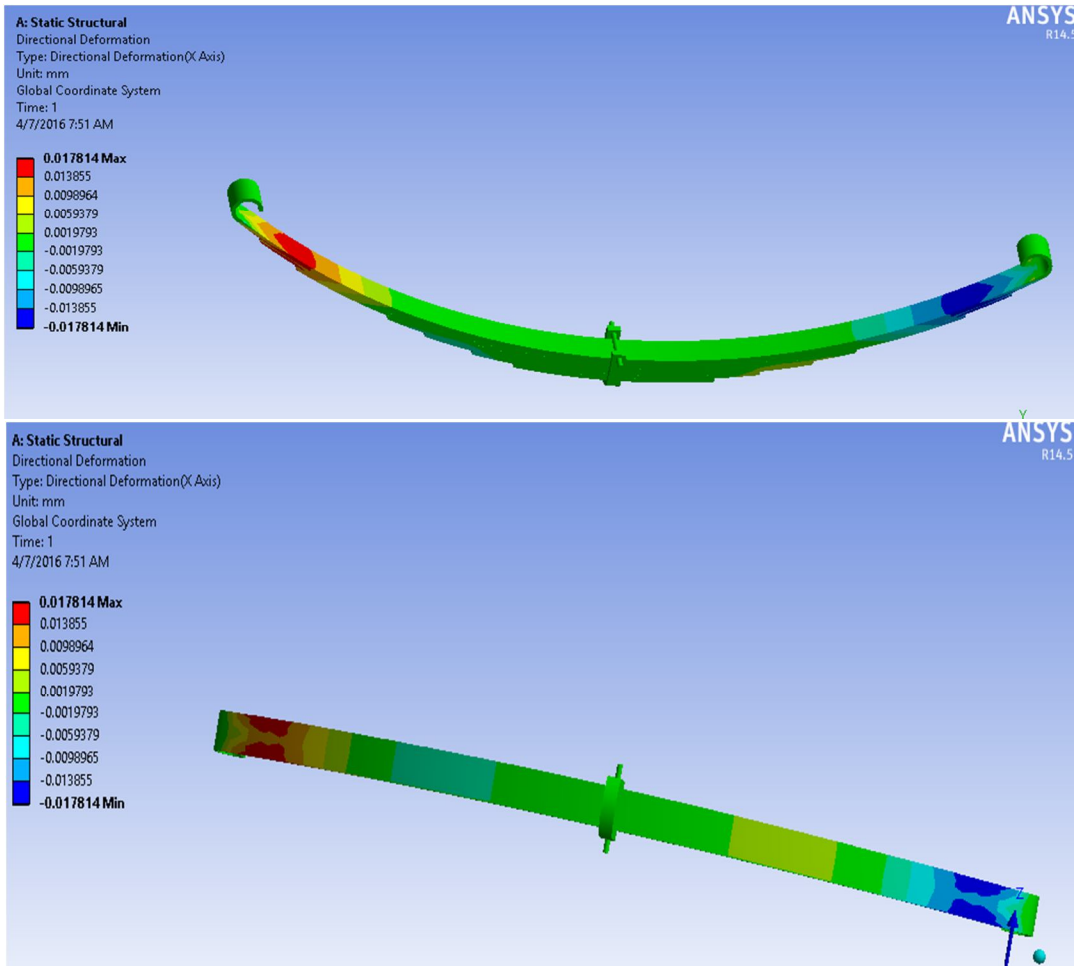 A: Static Structural
Directional Deformation
Type: Directional Deformation(X Axis)
Unit: mm
Global Coordinate System
Time: 1
4/7/2016 7:51 AM
ANSYS
R14.5
0.017814 Max
0.013855
0.0098964
0.0059379
0.0019793
-0.0019793
-0.0059379
-0.0098965
-0.013855
-0.017814 Min
Y
A: Static Structural
Directional Deformation
Type: Directional Deformation(X Axis)
Unit: mm
Global Coordinate System
Time: 1
4/7/2016 7:51 AM
ANSYS
R14.5
0.017814 Max
0.013855
0.0098964
0.0059379
0.0019793
-0.0019793
-0.0059379
-0.0098965
-0.013855
-0.017814 Min
Z